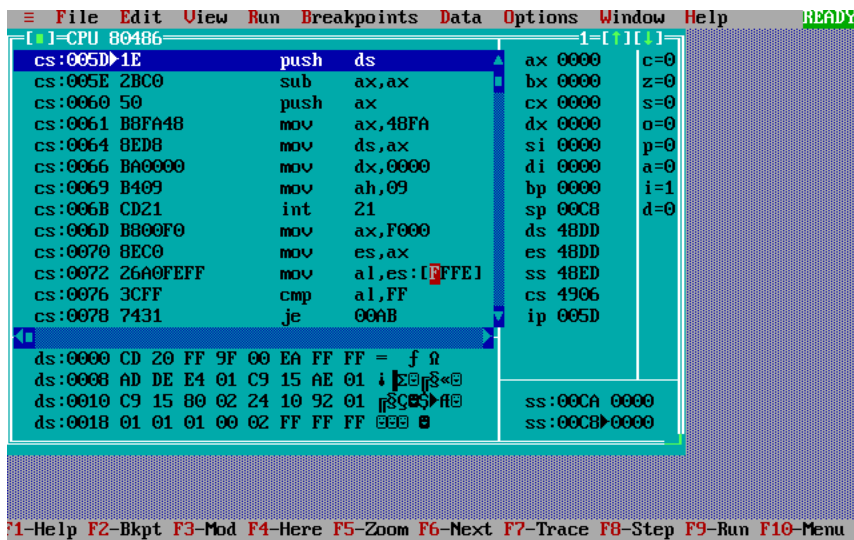 ≡ File Edit View Run Breakpoints Data Options Window Help READY
[■]=CPU 80486 1=[↑][↓]
cs:005D►1E push ds ax 0000 c=0
cs:005E 2BC0 sub ax,ax bx 0000 z=0
cs:0060 50 push ax cx 0000 s=0
cs:0061 B8FA48 mov ax,48FA dx 0000 o=0
cs:0064 8ED8 mov ds,ax si 0000 p=0
cs:0066 BA0000 mov dx,0000 di 0000 a=0
cs:0069 B409 mov ah,09 bp 0000 i=1
cs:006B CD21 int 21 sp 00C8 d=0
cs:006D B800F0 mov ax,F000 ds 48DD
cs:0070 8EC0 mov es,ax es 48DD
cs:0072 26A0FEFF mov al,es:[FFFE] ss 48ED
cs:0076 3CFF cmp al,FF cs 4906
cs:0078 7431 je 00AB ip 005D
ds:0000 CD 20 FF 9F 00 EA FF FF = ƒ Ω
ds:0008 AD DE E4 01 C9 15 AE 01 ¡ ▐Σ☺╔§«☺
ds:0010 C9 15 80 02 24 10 92 01 ╔§Ç☻$►Æ☺ ss:00CA 0000
ds:0018 01 01 01 00 02 FF FF FF ☺☺☺ ☻ ss:00C8►0000
F1-Help F2-Bkpt F3-Mod F4-Here F5-Zoom F6-Next F7-Trace F8-Step F9-Run F10-Menu